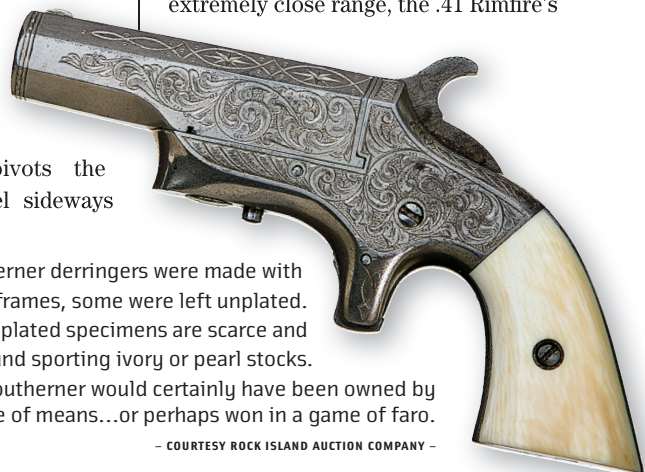 extremely close range, the .41 Rimfire's
pivots the
sideways
derringers were made with
frames, some were left unplated.
plated specimens are scarce and
sporting ivory or pearl stocks.
would certainly have been owned by
of means...or perhaps won in a game of faro.
– COURTESY ROCK ISLAND AUCTION COMPANY –